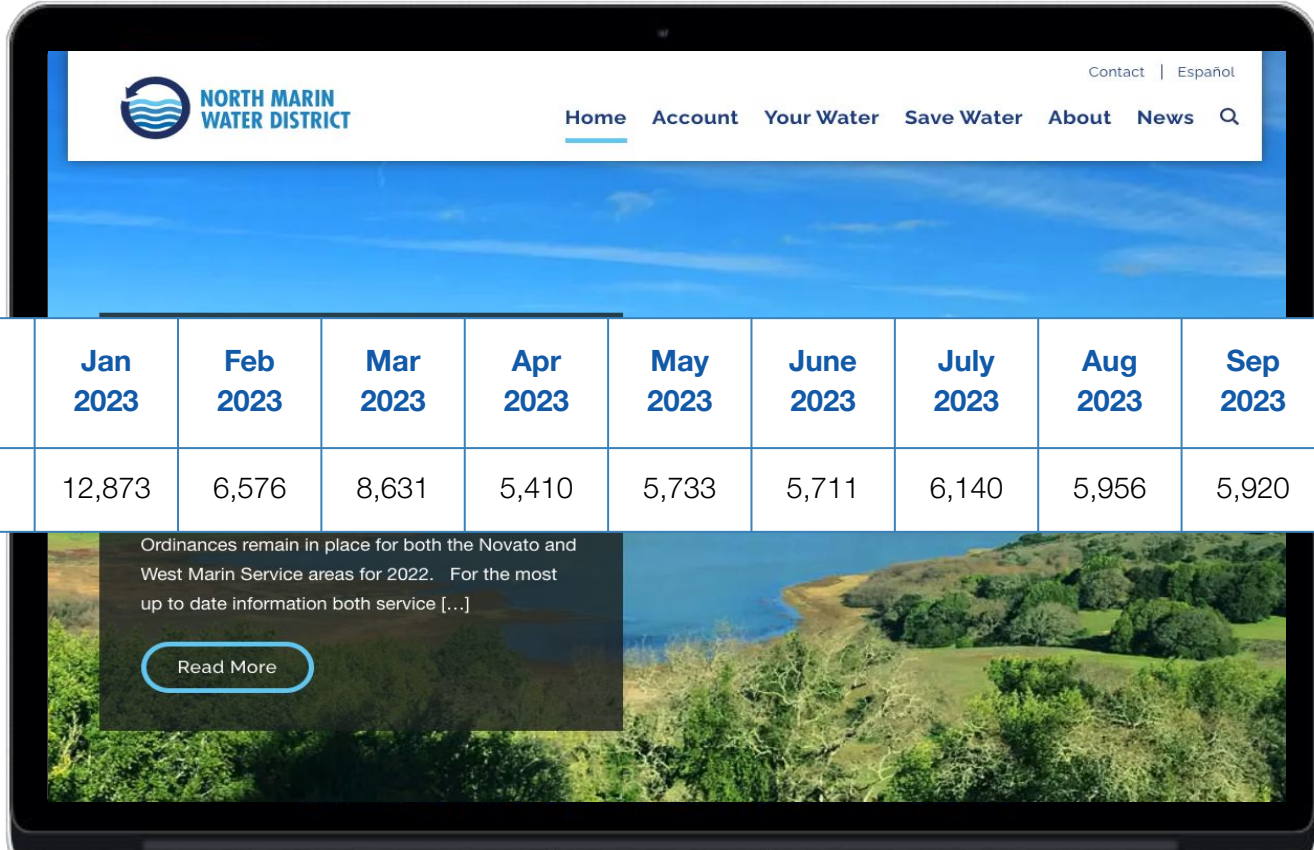 Contact | Español
NORTH MARIN
WATER DISTRICT
Home Account Your Water Save Water About News
Jan 2023 Feb 2023 Mar 2023 Apr 2023 May 2023 June 2023 July 2023 Aug 2023 Sep 2023
12,873 6,576 8,631 5,410 5,733 5,711 6,140 5,956 5,920
Ordinances remain in place for both the Novato and
West Marin Service areas for 2022. For the most
up to date information both service [...]
Read More